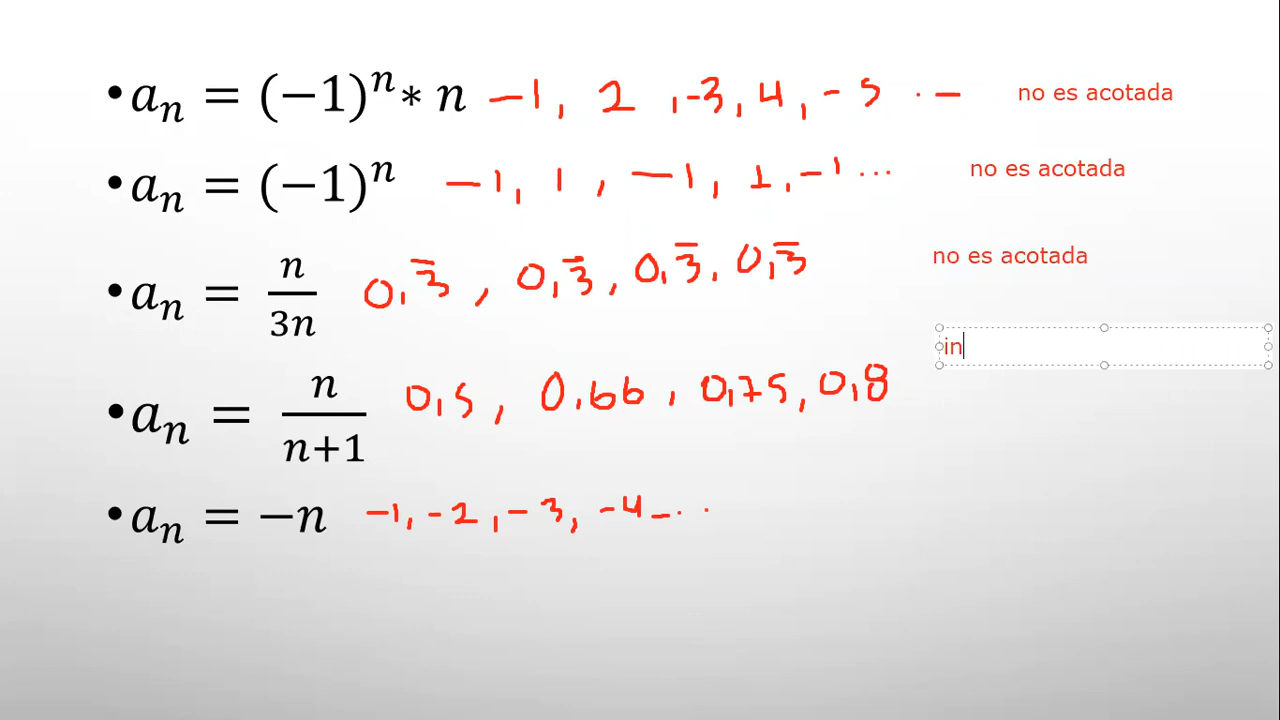 •aₙ = (−1)ⁿ* n −1, 2 ,-3, 4, - 5 . − no es acotada
•aₙ = (−1)ⁿ −1, 1 , −1, 1, -1 ... no es acotada
•aₙ = n/3n 0,3̅ , 0,3̅, 0,3̅, 0,3̅ no es acotada
in
•aₙ = n/n+1 0,5 , 0,66 , 0,75, 0,8
•aₙ = −n -1, -2, - 3, -4 _ . .